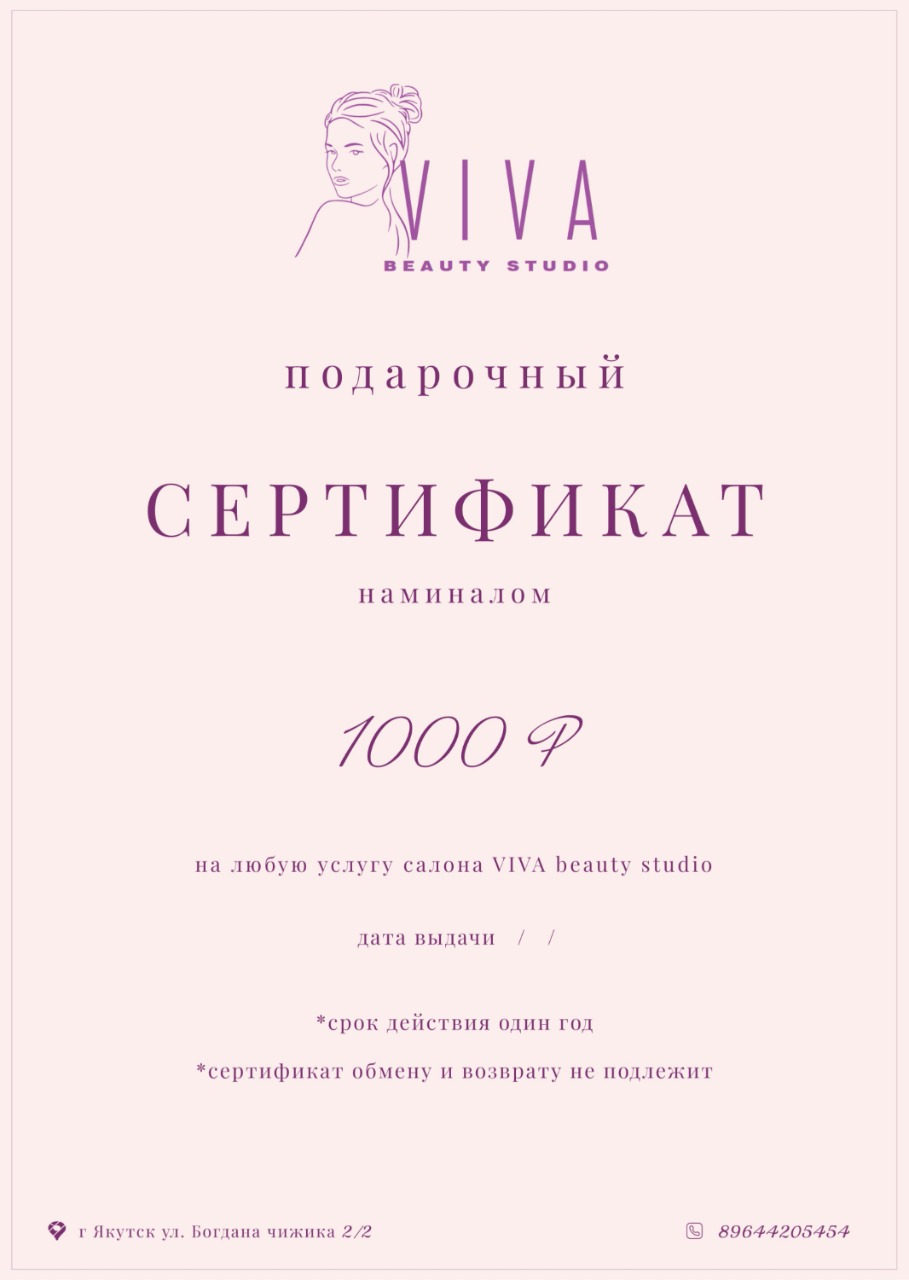 VIVA
BEAUTY STUDIO
подарочный
СЕРТИФИКАТ
наминалом
1000 ₽
на любую услугу салона VIVA beauty studio
дата выдачи / /
*срок действия один год
*сертификат обмену и возврату не подлежит
г Якутск ул. Богдана чижика 2/2
89644205454